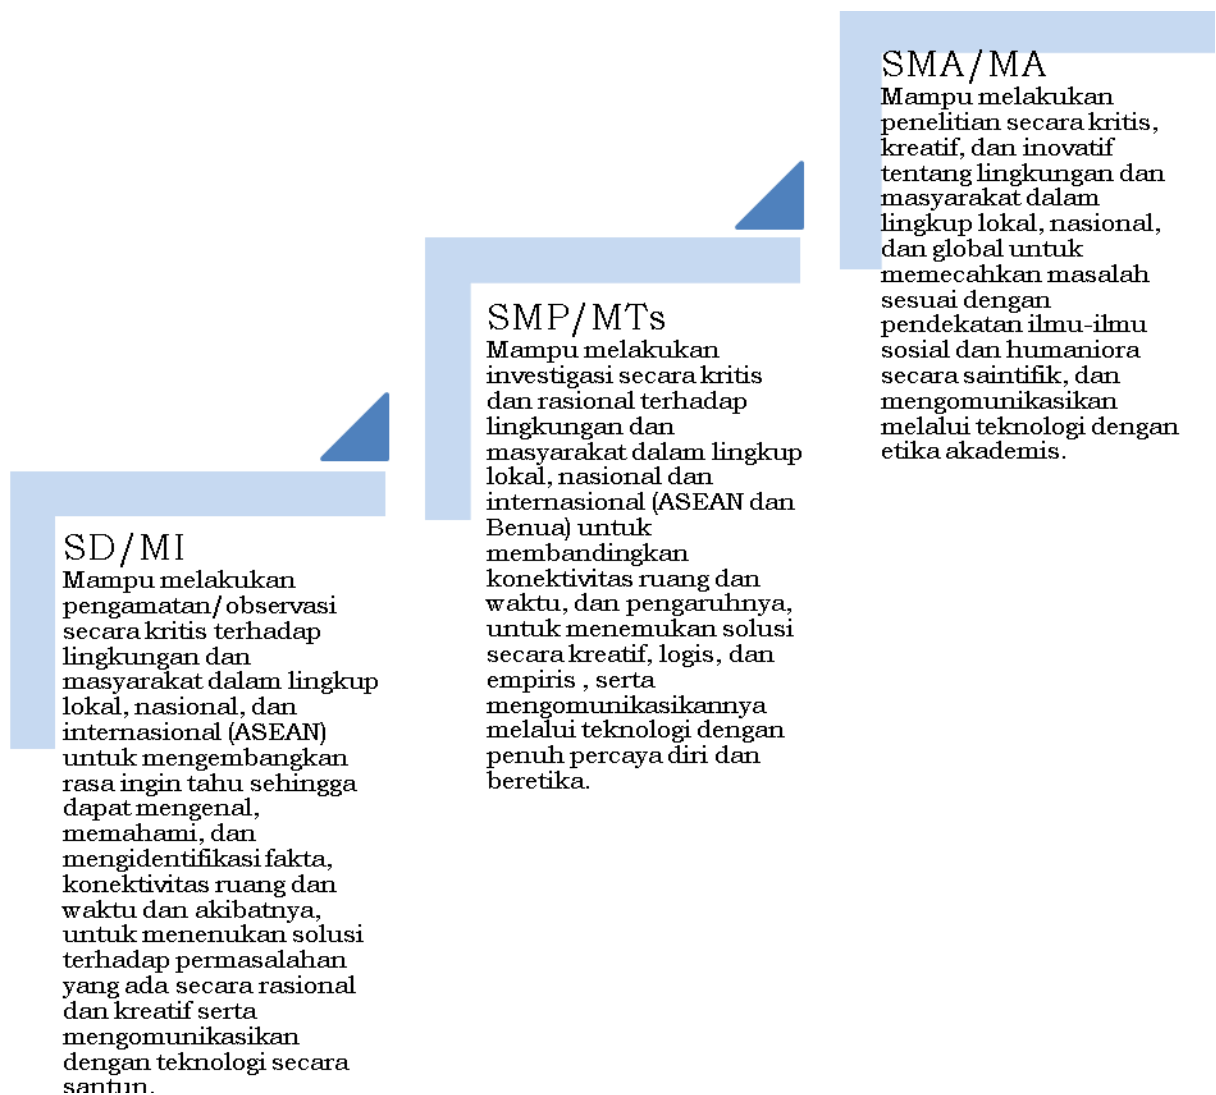 SMA/MA
Mampu melakukan
penelitian secara kritis,
kreatif, dan inovatif
tentang lingkungan dan
masyarakat dalam
lingkup lokal, nasional,
dan global untuk
memecahkan masalah
sesuai dengan
pendekatan ilmu-ilmu
sosial dan humaniora
secara saintifik, dan
mengomunikasikan
melalui teknologi dengan
etika akademis.
SMP/MTs
Mampu melakukan
investigasi secara kritis
dan rasional terhadap
lingkungan dan
masyarakat dalam lingkup
lokal, nasional dan
internasional (ASEAN dan
Benua) untuk
membandingkan
konektivitas ruang dan
waktu, dan pengaruhnya,
untuk menemukan solusi
secara kreatif, logis, dan
empiris , serta
mengomunikasikannya
melalui teknologi dengan
penuh percaya diri dan
beretika.
SD/MI
Mampu melakukan
pengamatan/observasi
secara kritis terhadap
lingkungan dan
masyarakat dalam lingkup
lokal, nasional, dan
internasional (ASEAN)
untuk mengembangkan
rasa ingin tahu sehingga
dapat mengenal,
memahami, dan
mengidentifikasi fakta,
konektivitas ruang dan
waktu dan akibatnya,
untuk menenukan solusi
terhadap permasalahan
yang ada secara rasional
dan kreatif serta
mengomunikasikan
dengan teknologi secara
santun.